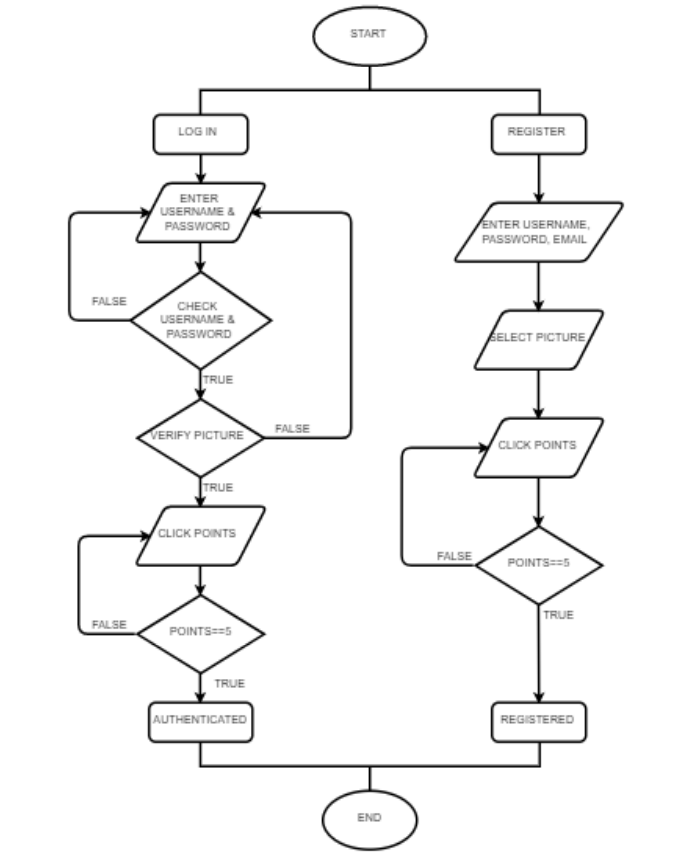 START
LOG IN
REGISTER
ENTER
USERNAME &
PASSWORD
ENTER USERNAME,
PASSWORD, EMAIL
FALSE
CHECK
USERNAME &
PASSWORD
SELECT PICTURE
TRUE
VERIFY PICTURE
FALSE
CLICK POINTS
TRUE
CLICK POINTS
FALSE
POINTS==5
TRUE
FALSE
POINTS==5
TRUE
AUTHENTICATED
REGISTERED
END